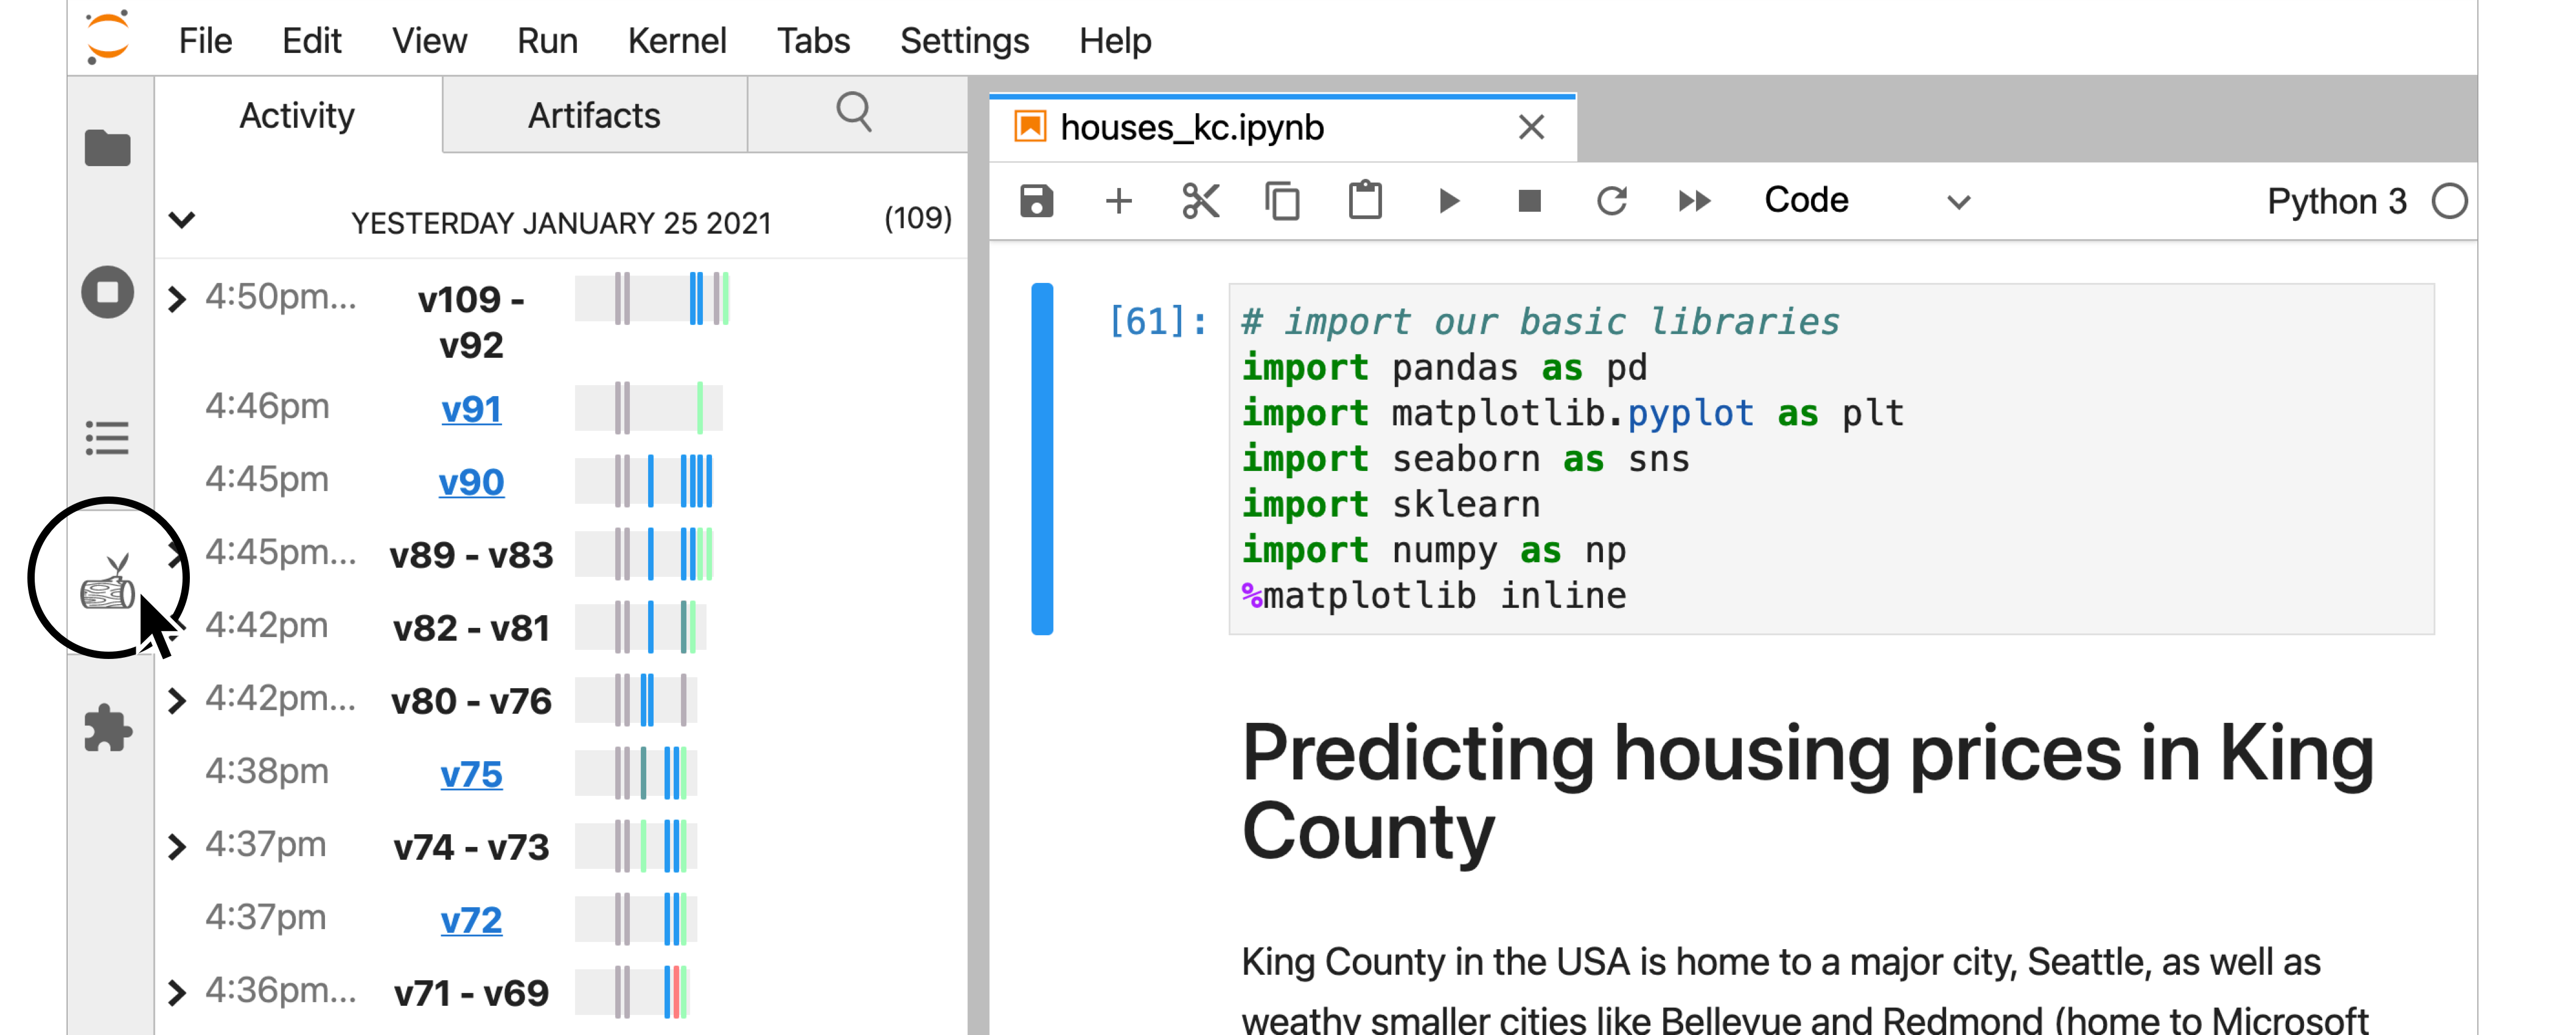 File Edit View Run Kernel Tabs Settings Help
Activity Artifacts
YESTERDAY JANUARY 25 2021 (109)
4:50pm... v109 -
v92
4:46pm v91
4:45pm v90
4:45pm... v89 - v83
4:42pm v82 - v81
4:42pm... v80 - v76
4:38pm v75
4:37pm v74 - v73
4:37pm v72
4:36pm... v71 - v69
houses_kc.ipynb
Code Python 3
[61]: # import our basic libraries
import pandas as pd
import matplotlib.pyplot as plt
import seaborn as sns
import sklearn
import numpy as np
%matplotlib inline
Predicting housing prices in King
County
King County in the USA is home to a major city, Seattle, as well as
weathy smaller cities like Bellevue and Redmond (home to Microsoft